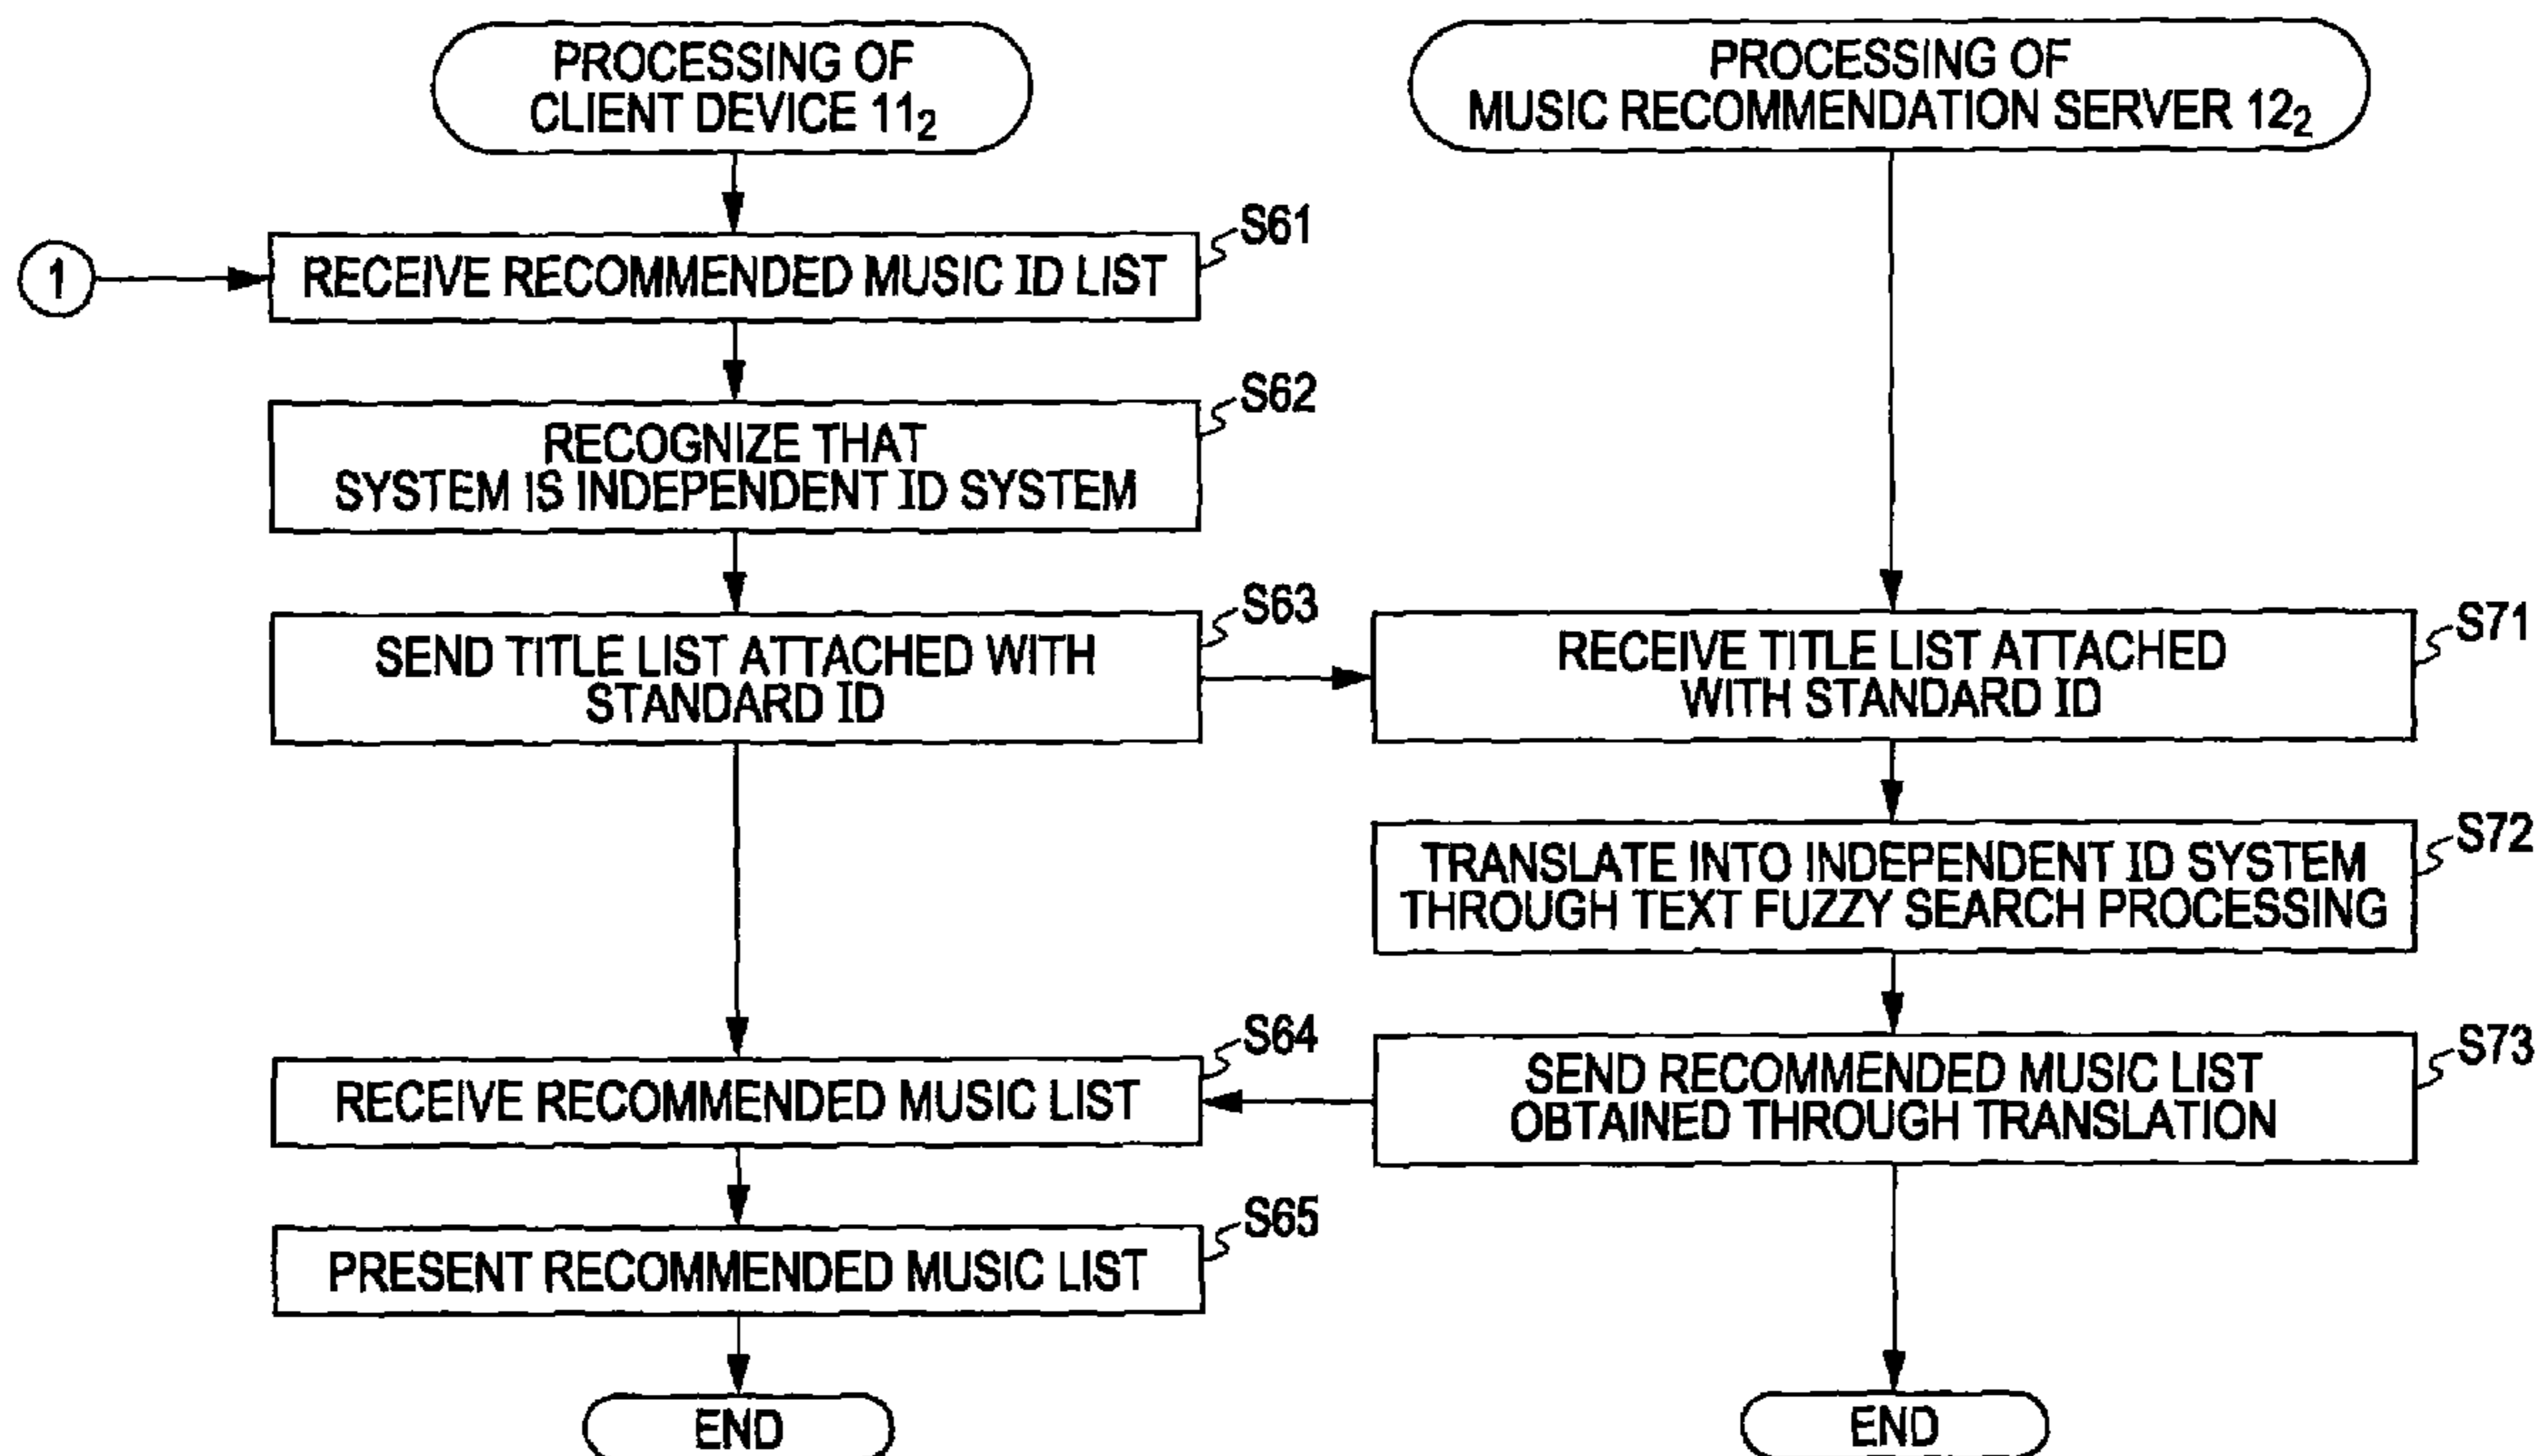 PROCESSING OF
CLIENT DEVICE 11₂
1
S61
RECEIVE RECOMMENDED MUSIC ID LIST
S62
RECOGNIZE THAT
SYSTEM IS INDEPENDENT ID SYSTEM
S63
SEND TITLE LIST ATTACHED WITH
STANDARD ID
S64
RECEIVE RECOMMENDED MUSIC LIST
S65
PRESENT RECOMMENDED MUSIC LIST
END
PROCESSING OF
MUSIC RECOMMENDATION SERVER 12₂
S71
RECEIVE TITLE LIST ATTACHED
WITH STANDARD ID
S72
TRANSLATE INTO INDEPENDENT ID SYSTEM
THROUGH TEXT FUZZY SEARCH PROCESSING
S73
SEND RECOMMENDED MUSIC LIST
OBTAINED THROUGH TRANSLATION
END